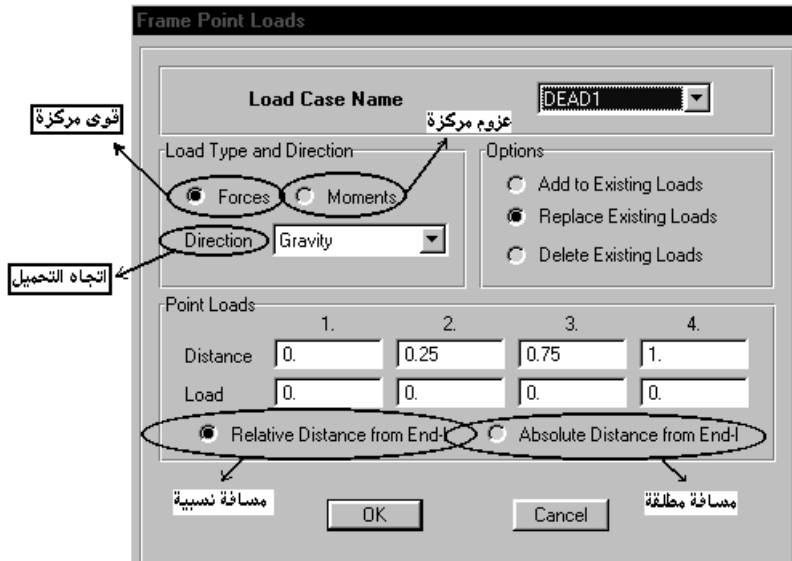 Frame Point Loads
Load Case Name DEAD1
قوى مركزة
عزوم مركزة
Load Type and Direction
Options
Forces Moments
Add to Existing Loads
Replace Existing Loads
Direction Gravity
Delete Existing Loads
اتجاه التحميل
Point Loads
1. 2. 3. 4.
Distance 0. 0.25 0.75 1.
Load 0. 0. 0. 0.
Relative Distance from End-I Absolute Distance from End-I
مسافة نسبية
مسافة مطلقة
OK Cancel